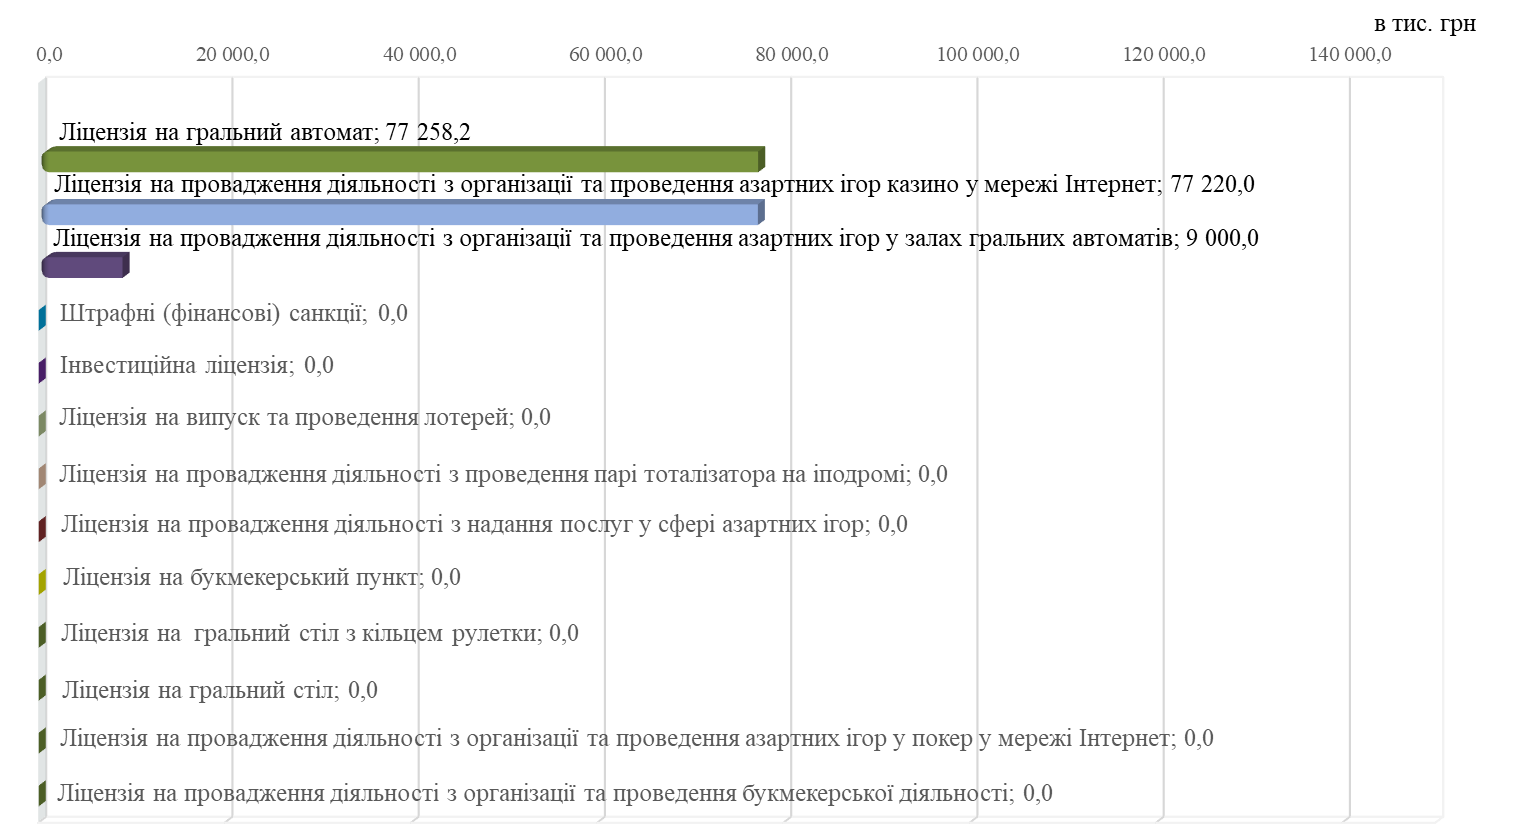 в тис. грн
0,0 20 000,0 40 000,0 60 000,0 80 000,0 100 000,0 120 000,0 140 000,0
Ліцензія на гральний автомат; 77 258,2
Ліцензія на провадження діяльності з організації та проведення азартних ігор казино у мережі Інтернет; 77 220,0
Ліцензія на провадження діяльності з організації та проведення азартних ігор у залах гральних автоматів; 9 000,0
Штрафні (фінансові) санкції; 0,0
Інвестиційна ліцензія; 0,0
Ліцензія на випуск та проведення лотерей; 0,0
Ліцензія на провадження діяльності з проведення парі тоталізатора на іподромі; 0,0
Ліцензія на провадження діяльності з надання послуг у сфері азартних ігор; 0,0
Ліцензія на букмекерський пункт; 0,0
Ліцензія на гральний стіл з кільцем рулетки; 0,0
Ліцензія на гральний стіл; 0,0
Ліцензія на провадження діяльності з організації та проведення азартних ігор у покер у мережі Інтернет; 0,0
Ліцензія на провадження діяльності з організації та проведення букмекерської діяльності; 0,0